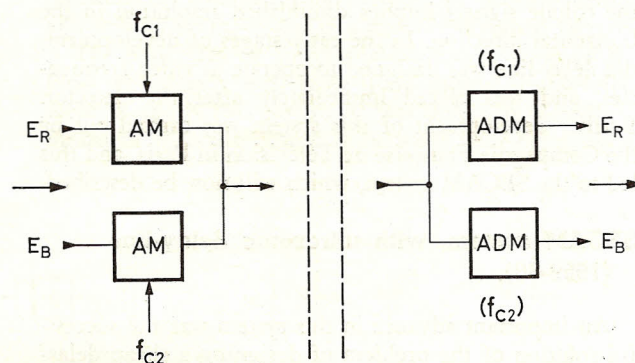 f_C1
(f_C1)
E_R AM ADM E_R
E_B AM ADM E_B
f_C2
(f_C2)